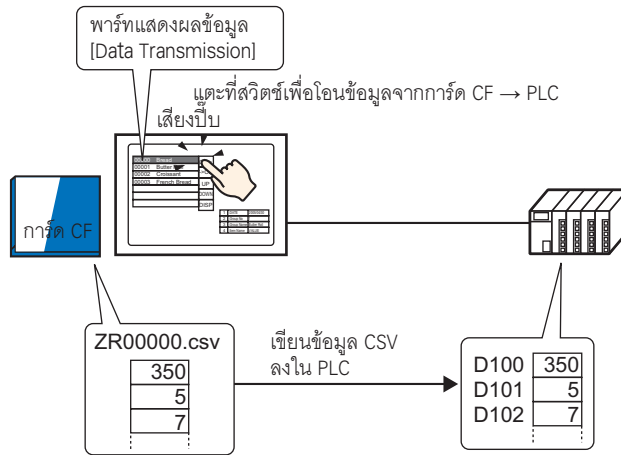 พาร์ทแสดงผลข้อมูล
[Data Transmission]
แตะที่สวิตช์เพื่อโอนข้อมูลจากการ์ด CF → PLC
เสียงปี๊บ
00000 Bread
00001 Butter
00002 Croissant
00003 French Bread
UP
DOWN
DISP
การ์ด CF
ZR00000.csv
350
5
7
เขียนข้อมูล CSV
ลงใน PLC
D100 350
D101 5
D102 7